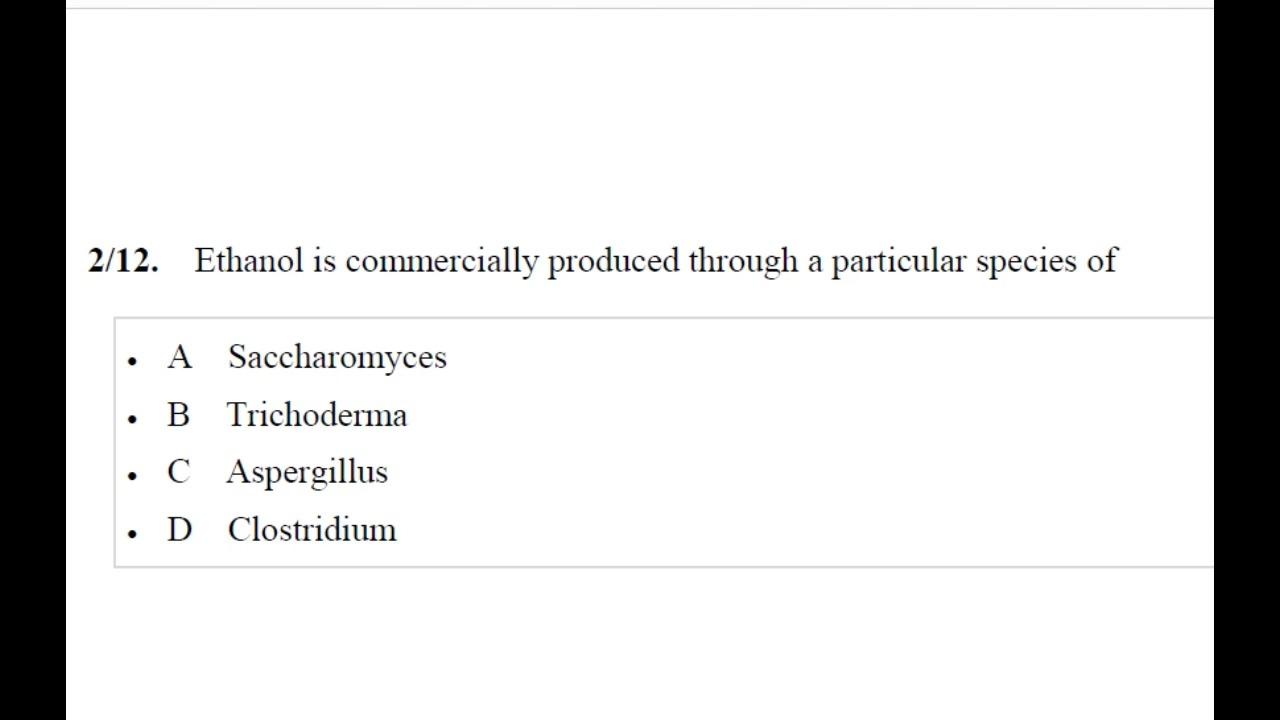 2/12. Ethanol is commercially produced through a particular species of
• A Saccharomyces
• B Trichoderma
• C Aspergillus
• D Clostridium